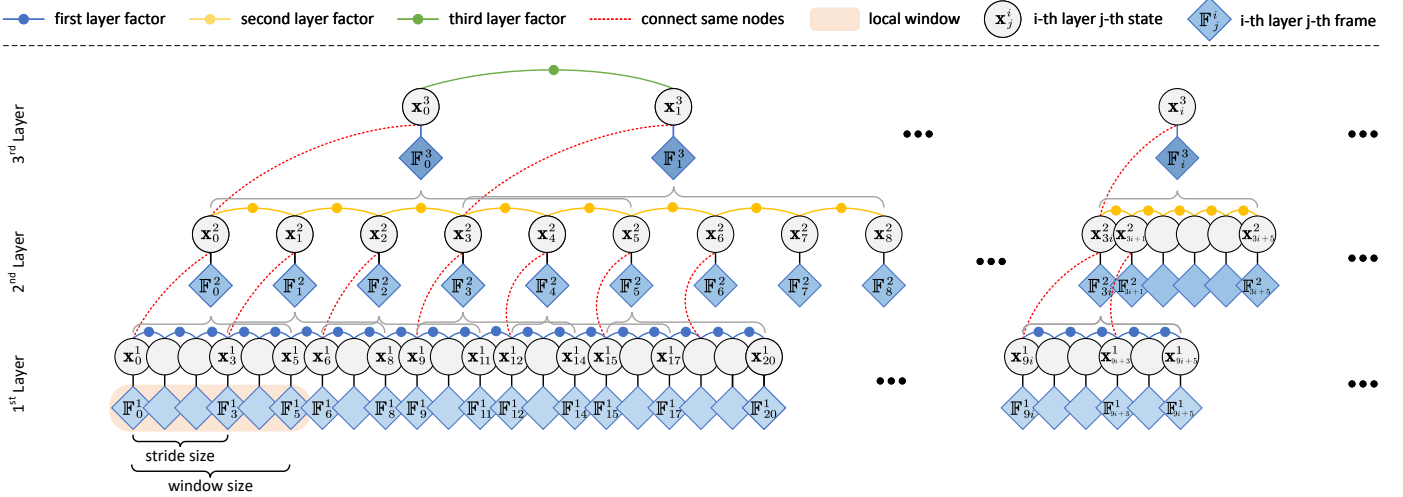 first layer factor second layer factor third layer factor connect same nodes local window x^i_j i-th layer j-th state 𝔽^i_j i-th layer j-th frame
3rd Layer
x^3_0 x^3_1 ••• x^3_i •••
𝔽^3_0 𝔽^3_1 𝔽^3_i
2nd Layer
x^2_0 x^2_1 x^2_2 x^2_3 x^2_4 x^2_5 x^2_6 x^2_7 x^2_8 ••• x^2_3i x^2_3i+1 x^2_3i+5 •••
𝔽^2_0 𝔽^2_1 𝔽^2_2 𝔽^2_3 𝔽^2_4 𝔽^2_5 𝔽^2_6 𝔽^2_7 𝔽^2_8 𝔽^2_3i 𝔽^2_3i+1 𝔽^2_3i+5
1st Layer
x^1_0 x^1_3 x^1_5 x^1_6 x^1_8 x^1_9 x^1_11 x^1_12 x^1_14 x^1_15 x^1_17 x^1_20 ••• x^1_9i x^1_9i+3 x^1_9i+5 •••
𝔽^1_0 𝔽^1_3 𝔽^1_5 𝔽^1_6 𝔽^1_8 𝔽^1_9 𝔽^1_11 𝔽^1_12 𝔽^1_14 𝔽^1_15 𝔽^1_17 𝔽^1_20 𝔽^1_9i 𝔽^1_9i+3 𝔽^1_9i+5
stride size
window size